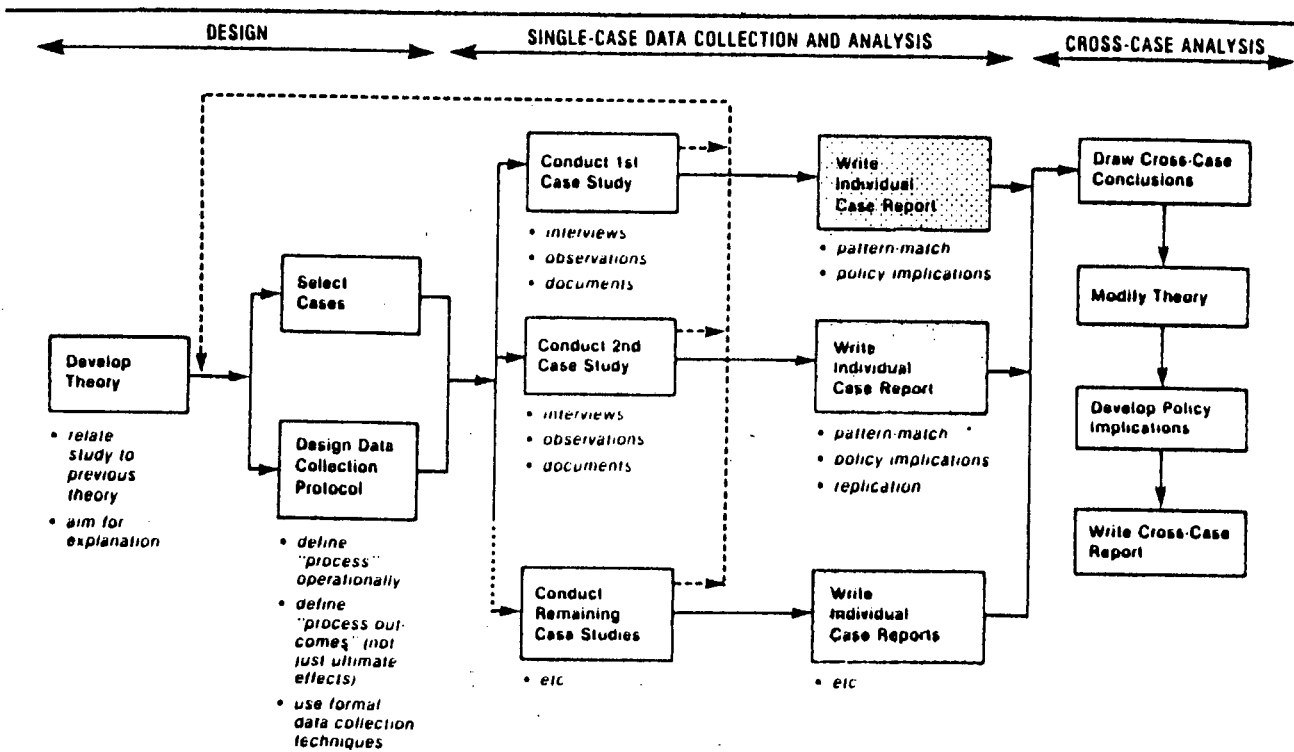 DESIGN
SINGLE-CASE DATA COLLECTION AND ANALYSIS
CROSS-CASE ANALYSIS
Develop
Theory
• relate
study to
previous
theory
• aim for
explanation
Select
Cases
Design Data
Collection
Protocol
• define
"process"
operationally
• define
"process out-
comes" (not
just ultimate
effects)
• use formal
data collection
techniques
Conduct 1st
Case Study
• interviews
• observations
• documents
Conduct 2nd
Case Study
• interviews
• observations
• documents
Conduct
Remaining
Case Studies
• etc
Write
Individual
Case Report
• pattern-match
• policy implications
Write
Individual
Case Report
• pattern-match
• policy implications
• replication
Write
Individual
Case Reports
• etc
Draw Cross-Case
Conclusions
Modify Theory
Develop Policy
Implications
Write Cross-Case
Report